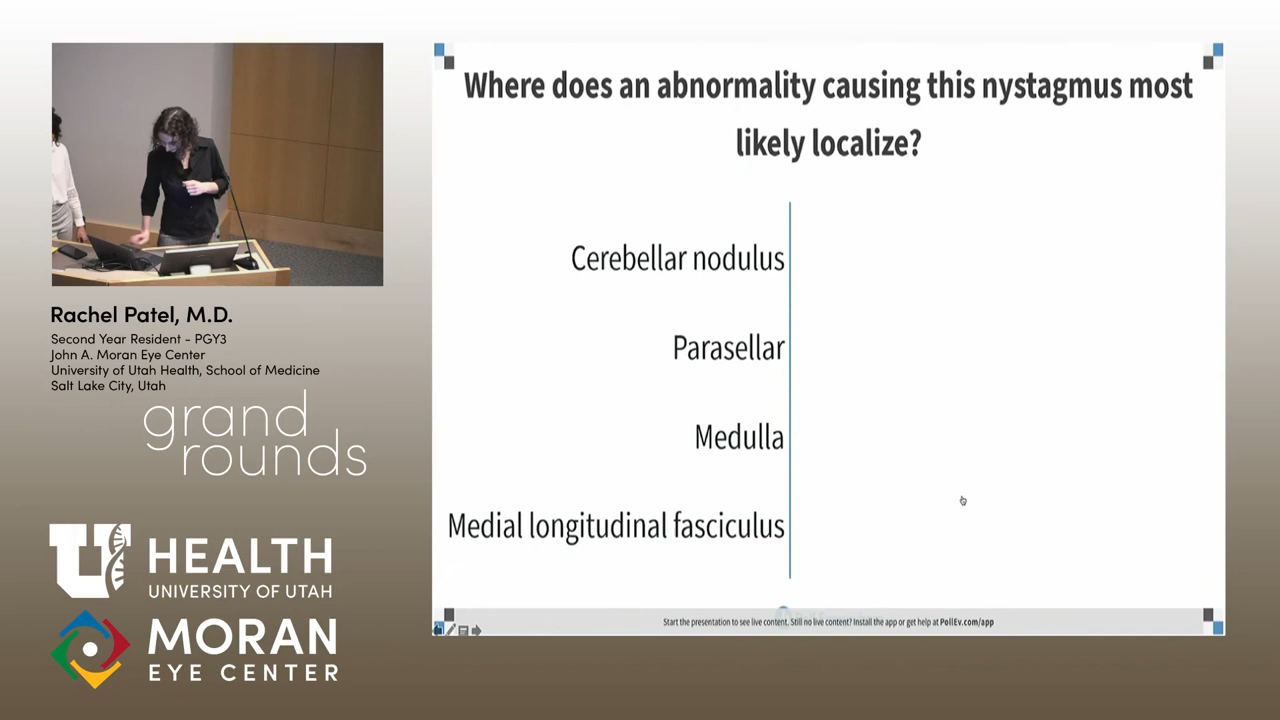 Where does an abnormality causing this nystagmus most
likely localize?
Cerebellar nodulus
Parasellar
Medulla
Medial longitudinal fasciculus
Start the presentation to see live content. Still no live content? Install the app or get help at PollEv.com/app
Rachel Patel, M.D.
Second Year Resident - PGY3
John A. Moran Eye Center
University of Utah Health, School of Medicine
Salt Lake City, Utah
grand
rounds
U HEALTH
UNIVERSITY OF UTAH
MORAN
EYE CENTER